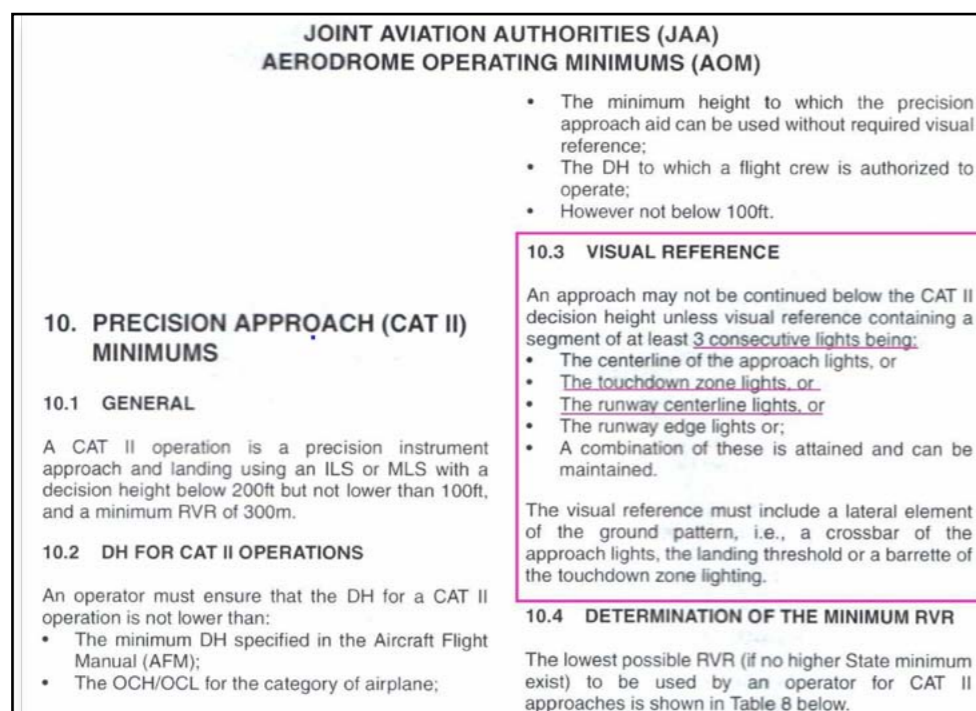 JOINT AVIATION AUTHORITIES (JAA)
AERODROME OPERATING MINIMUMS (AOM)
10. PRECISION APPROACH (CAT II)
MINIMUMS
10.1 GENERAL
A CAT II operation is a precision instrument
approach and landing using an ILS or MLS with a
decision height below 200ft but not lower than 100ft,
and a minimum RVR of 300m.
10.2 DH FOR CAT II OPERATIONS
An operator must ensure that the DH for a CAT II
operation is not lower than:
• The minimum DH specified in the Aircraft Flight
Manual (AFM);
• The OCH/OCL for the category of airplane;
• The minimum height to which the precision
approach aid can be used without required visual
reference;
• The DH to which a flight crew is authorized to
operate;
• However not below 100ft.
10.3 VISUAL REFERENCE
An approach may not be continued below the CAT II
decision height unless visual reference containing a
segment of at least 3 consecutive lights being:
• The centerline of the approach lights, or
• The touchdown zone lights, or
• The runway centerline lights, or
• The runway edge lights or;
• A combination of these is attained and can be
maintained.
The visual reference must include a lateral element
of the ground pattern, i.e., a crossbar of the
approach lights, the landing threshold or a barrette of
the touchdown zone lighting.
10.4 DETERMINATION OF THE MINIMUM RVR
The lowest possible RVR (if no higher State minimum
exist) to be used by an operator for CAT II
approaches is shown in Table 8 below.